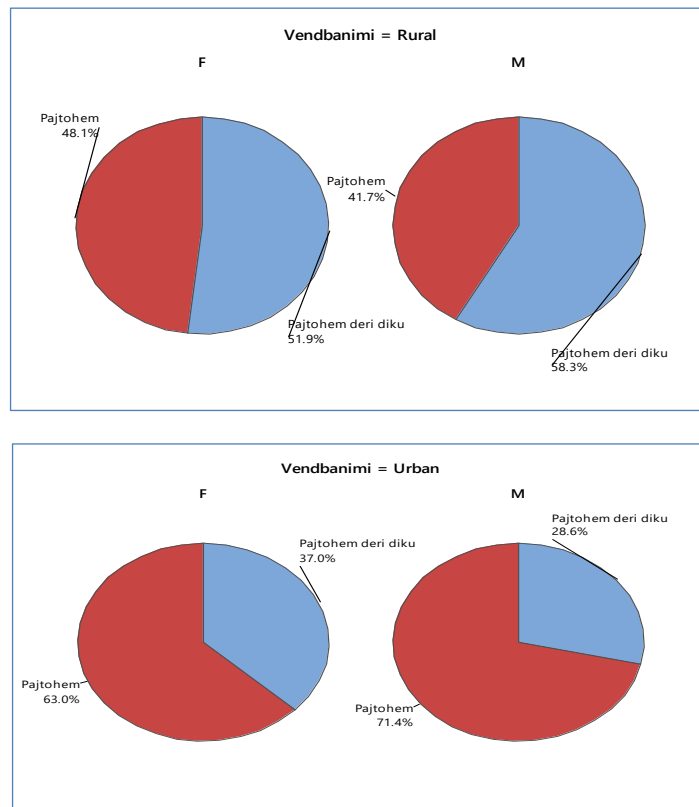 Vendbanimi = Rural
F
M
Pajtohem
48.1%
Pajtohem deri diku
51.9%
Pajtohem
41.7%
Pajtohem deri diku
58.3%
Vendbanimi = Urban
F
M
Pajtohem deri diku
37.0%
Pajtohem
63.0%
Pajtohem deri diku
28.6%
Pajtohem
71.4%